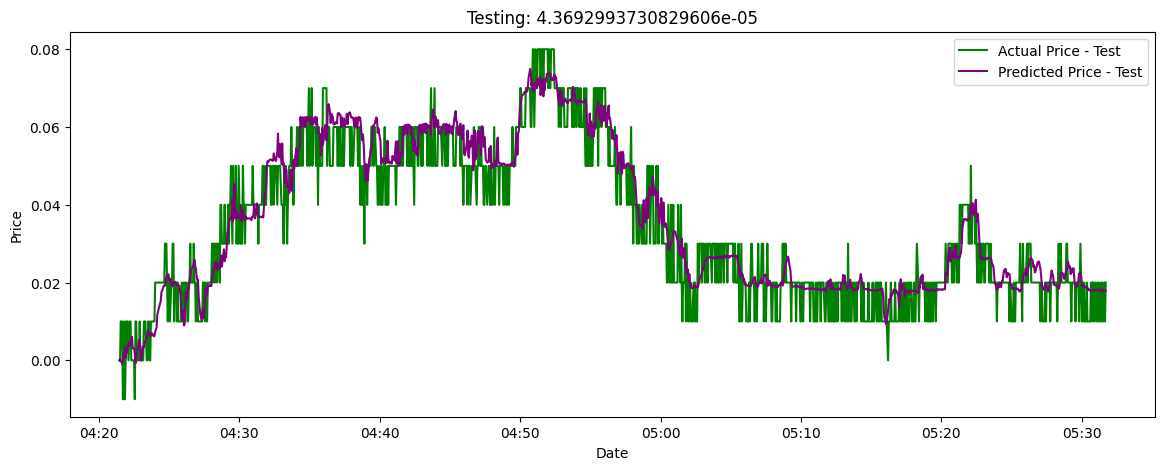 Testing: 4.3692993730829606e-05
Actual Price - Test
Predicted Price - Test
Price
0.08
0.06
0.04
0.02
0.00
04:20 04:30 04:40 04:50 05:00 05:10 05:20 05:30
Date